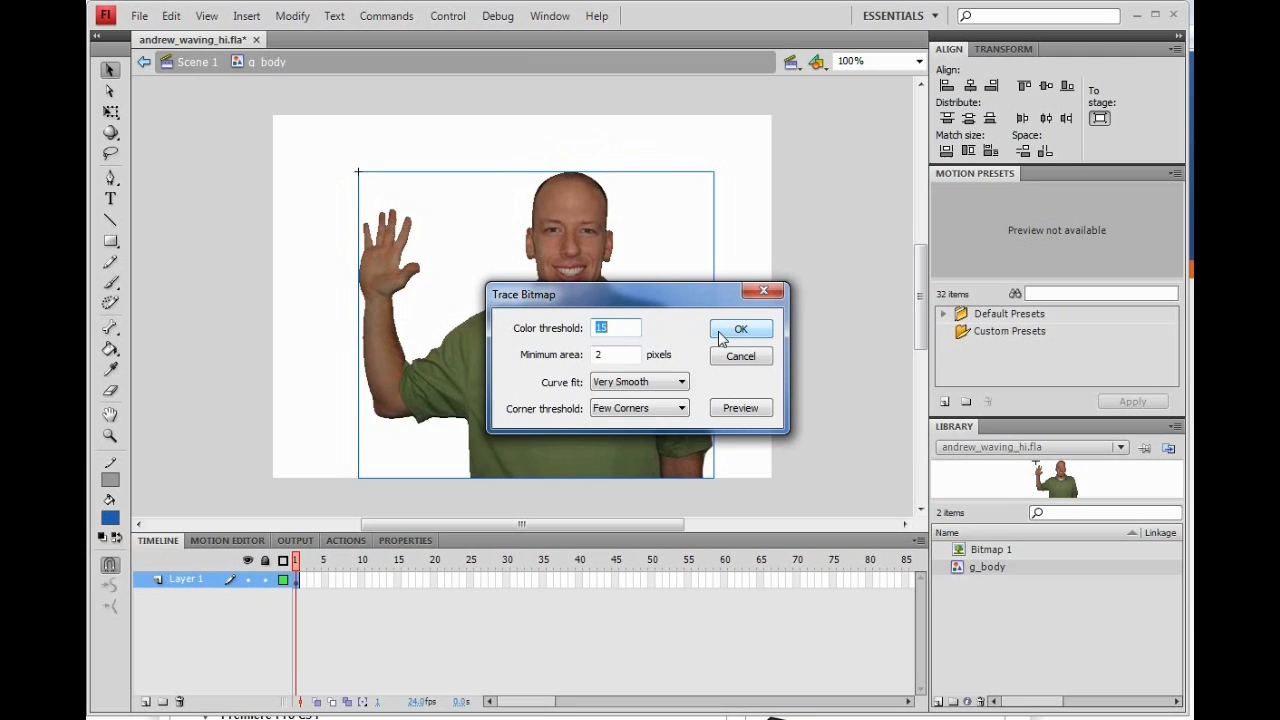 Fl File Edit View Insert Modify Text Commands Control Debug Window Help ESSENTIALS
andrew_waving_hi.fla*
Scene 1 g_body 100%
ALIGN TRANSFORM
Align:
To stage:
Distribute:
Match size: Space:
MOTION PRESETS
Preview not available
32 items
Default Presets
Custom Presets
Apply
Trace Bitmap
Color threshold: 15 OK
Minimum area: 2 pixels Cancel
Curve fit: Very Smooth
Corner threshold: Few Corners Preview
LIBRARY
andrew_waving_hi.fla
2 items
Name Linkage
Bitmap 1
g_body
TIMELINE MOTION EDITOR OUTPUT ACTIONS PROPERTIES
1 5 10 15 20 25 30 35 40 45 50 55 60 65 70 75 80 85
Layer 1
1 24.0fps 0.0s